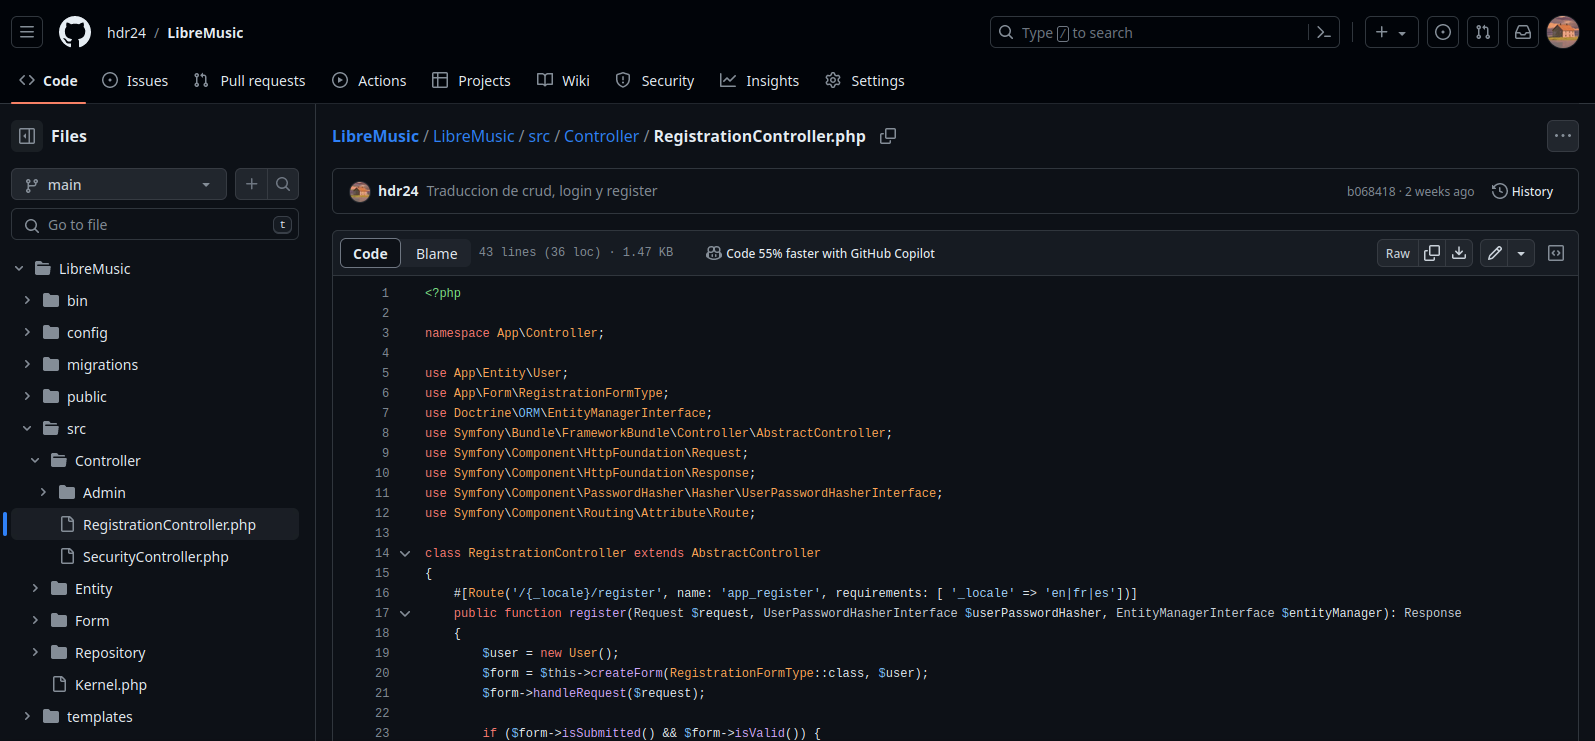 hdr24 / LibreMusic
Type / to search
Code
Issues
Pull requests
Actions
Projects
Wiki
Security
Insights
Settings
Files
main
Go to file
t
LibreMusic
bin
config
migrations
public
src
Controller
Admin
RegistrationController.php
SecurityController.php
Entity
Form
Repository
Kernel.php
templates
LibreMusic / LibreMusic / src / Controller / RegistrationController.php
hdr24 Traduccion de crud, login y register
b068418 · 2 weeks ago
History
Code
Blame
43 lines (36 loc) · 1.47 KB
Code 55% faster with GitHub Copilot
Raw
1 <?php
2
3 namespace App\Controller;
4
5 use App\Entity\User;
6 use App\Form\RegistrationFormType;
7 use Doctrine\ORM\EntityManagerInterface;
8 use Symfony\Bundle\FrameworkBundle\Controller\AbstractController;
9 use Symfony\Component\HttpFoundation\Request;
10 use Symfony\Component\HttpFoundation\Response;
11 use Symfony\Component\PasswordHasher\Hasher\UserPasswordHasherInterface;
12 use Symfony\Component\Routing\Attribute\Route;
13
14 class RegistrationController extends AbstractController
15 {
16 #[Route('/{_locale}/register', name: 'app_register', requirements: [ '_locale' => 'en|fr|es'])]
17 public function register(Request $request, UserPasswordHasherInterface $userPasswordHasher, EntityManagerInterface $entityManager): Response
18 {
19 $user = new User();
20 $form = $this->createForm(RegistrationFormType::class, $user);
21 $form->handleRequest($request);
22
23 if ($form->isSubmitted() && $form->isValid()) {